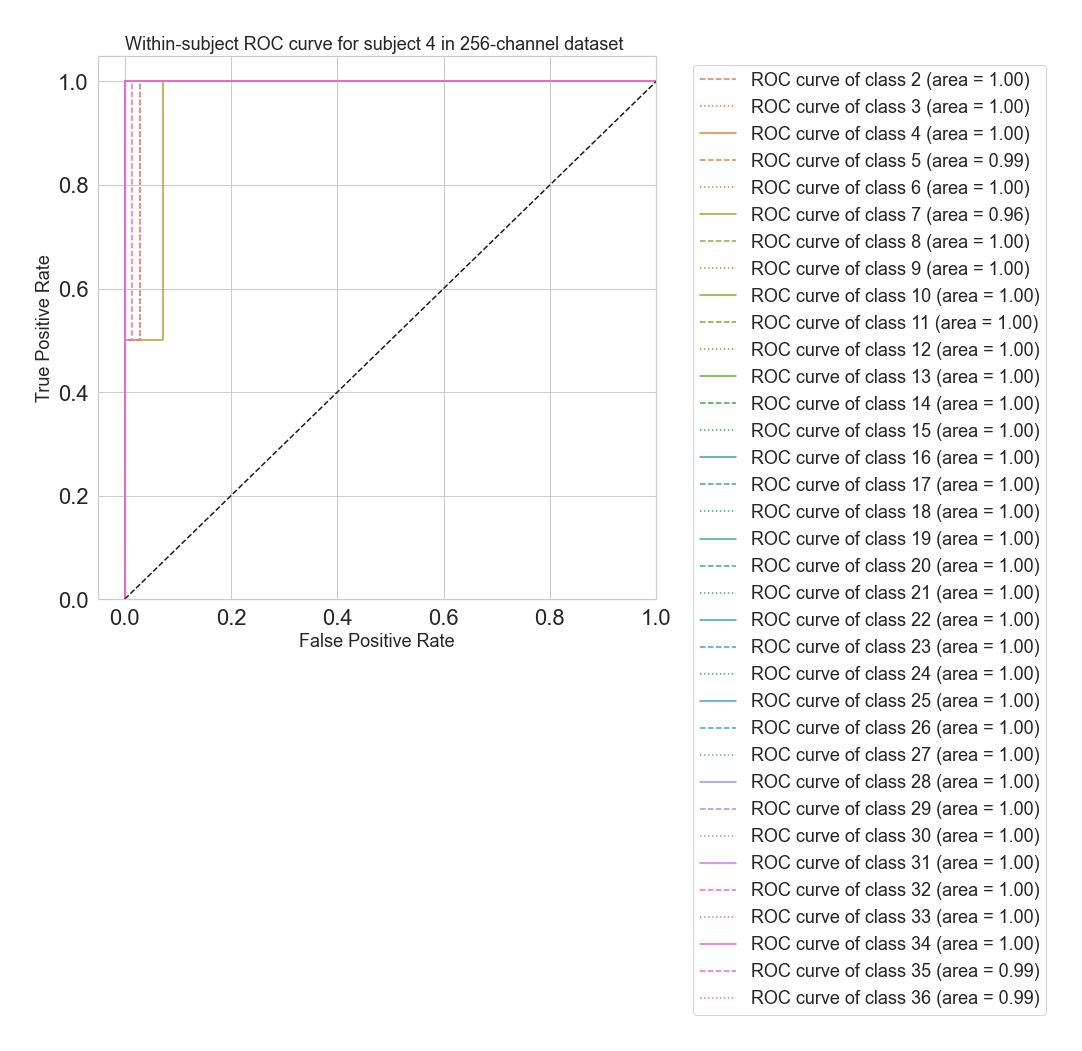 Within-subject ROC curve for subject 4 in 256-channel dataset
1.0
0.8
0.6
0.4
0.2
0.0
True Positive Rate
0.0 0.2 0.4 0.6 0.8 1.0
False Positive Rate
ROC curve of class 2 (area = 1.00)
ROC curve of class 3 (area = 1.00)
ROC curve of class 4 (area = 1.00)
ROC curve of class 5 (area = 0.99)
ROC curve of class 6 (area = 1.00)
ROC curve of class 7 (area = 0.96)
ROC curve of class 8 (area = 1.00)
ROC curve of class 9 (area = 1.00)
ROC curve of class 10 (area = 1.00)
ROC curve of class 11 (area = 1.00)
ROC curve of class 12 (area = 1.00)
ROC curve of class 13 (area = 1.00)
ROC curve of class 14 (area = 1.00)
ROC curve of class 15 (area = 1.00)
ROC curve of class 16 (area = 1.00)
ROC curve of class 17 (area = 1.00)
ROC curve of class 18 (area = 1.00)
ROC curve of class 19 (area = 1.00)
ROC curve of class 20 (area = 1.00)
ROC curve of class 21 (area = 1.00)
ROC curve of class 22 (area = 1.00)
ROC curve of class 23 (area = 1.00)
ROC curve of class 24 (area = 1.00)
ROC curve of class 25 (area = 1.00)
ROC curve of class 26 (area = 1.00)
ROC curve of class 27 (area = 1.00)
ROC curve of class 28 (area = 1.00)
ROC curve of class 29 (area = 1.00)
ROC curve of class 30 (area = 1.00)
ROC curve of class 31 (area = 1.00)
ROC curve of class 32 (area = 1.00)
ROC curve of class 33 (area = 1.00)
ROC curve of class 34 (area = 1.00)
ROC curve of class 35 (area = 0.99)
ROC curve of class 36 (area = 0.99)